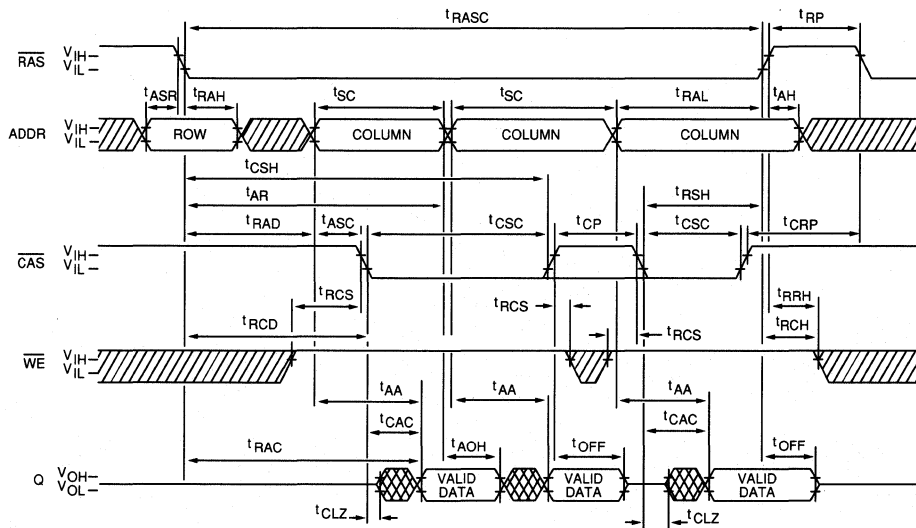 tRASC tRP
RAS VIH
VIL
tASR tRAH tSC tSC tRAL tAH
ADDR VIH
VIL
ROW COLUMN COLUMN COLUMN
tCSH
tAR tRSH
tRAD tASC tCSC tCP tCSC tCRP
CAS VIH
VIL
tRCS tRCS tRRH
tRCD tRCS tRCH
WE VIH
VIL
tAA tAA tAA
tCAC tCAC
tRAC tAOH tOFF tOFF
Q VOH
VOL
VALID DATA VALID DATA VALID DATA
tCLZ tCLZ